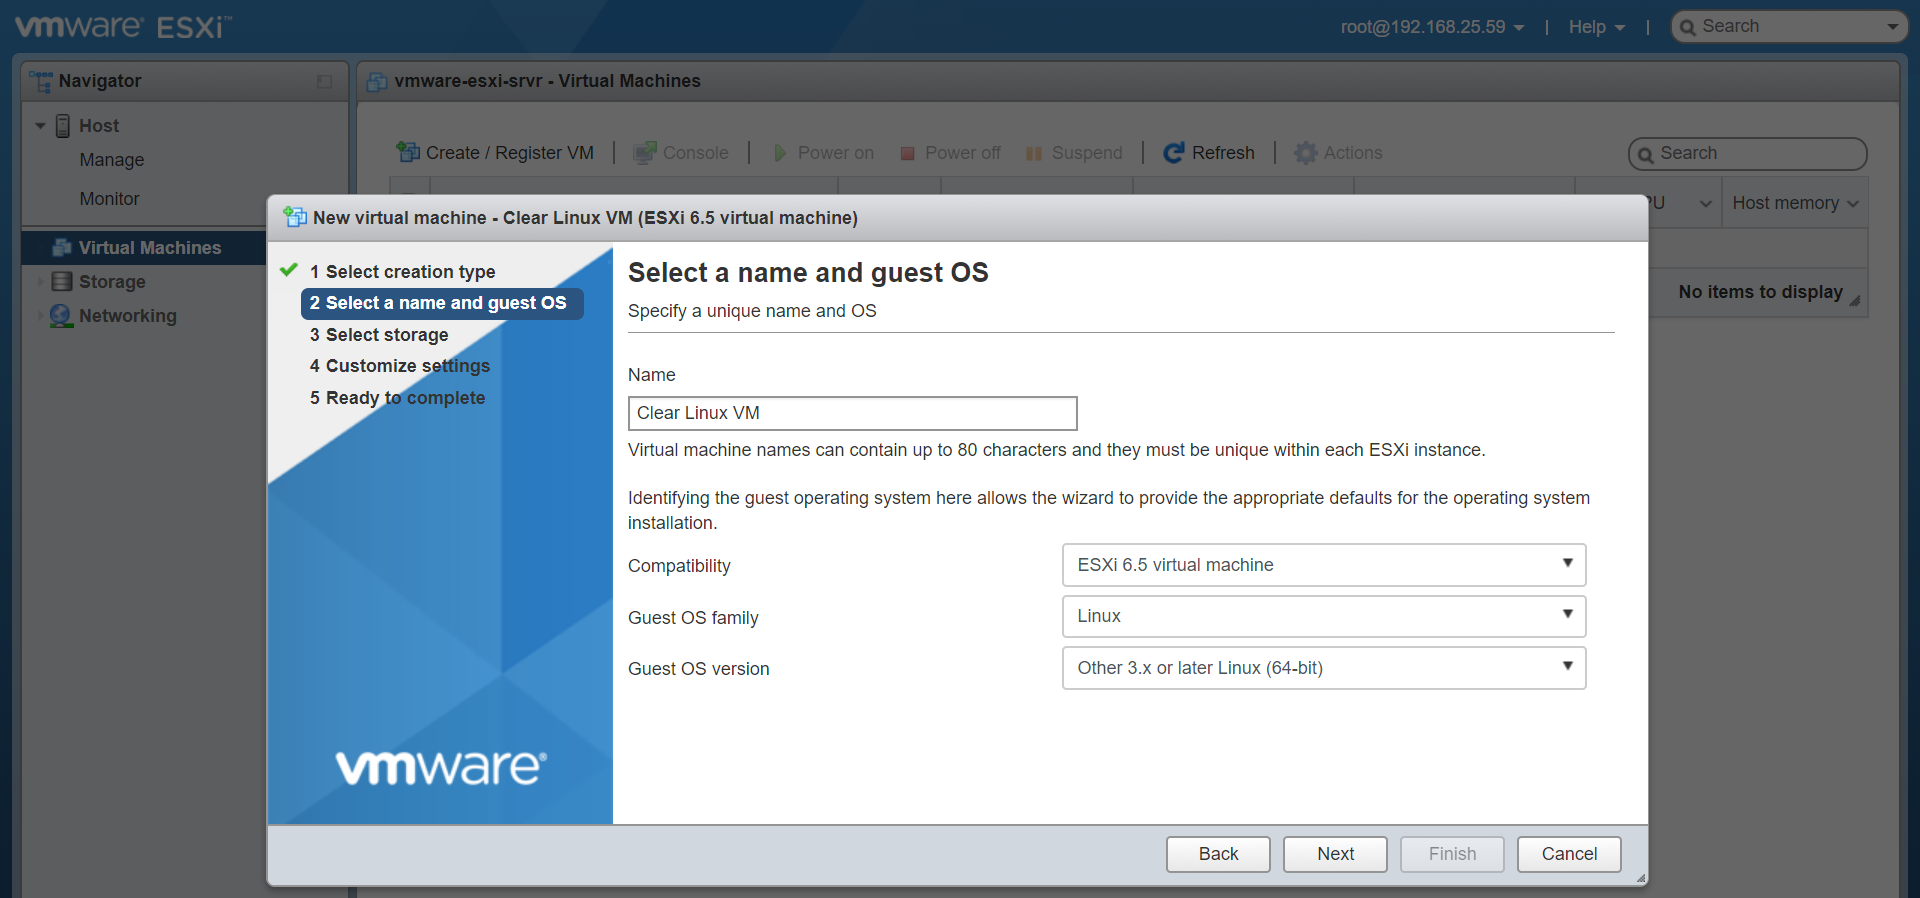 vmware® ESXi™
root@192.168.25.59 | Help | Search
Navigator
vmware-esxi-srvr - Virtual Machines
Host
Manage
Monitor
Virtual Machines
Storage
Networking
Create / Register VM | Console | Power on Power off Suspend | Refresh | Actions
Search
PU Host memory
No items to display
New virtual machine - Clear Linux VM (ESXi 6.5 virtual machine)
1 Select creation type
2 Select a name and guest OS
3 Select storage
4 Customize settings
5 Ready to complete
vmware®
Select a name and guest OS
Specify a unique name and OS
Name
Clear Linux VM
Virtual machine names can contain up to 80 characters and they must be unique within each ESXi instance.
Identifying the guest operating system here allows the wizard to provide the appropriate defaults for the operating system
installation.
Compatibility ESXi 6.5 virtual machine
Guest OS family Linux
Guest OS version Other 3.x or later Linux (64-bit)
Back Next Finish Cancel